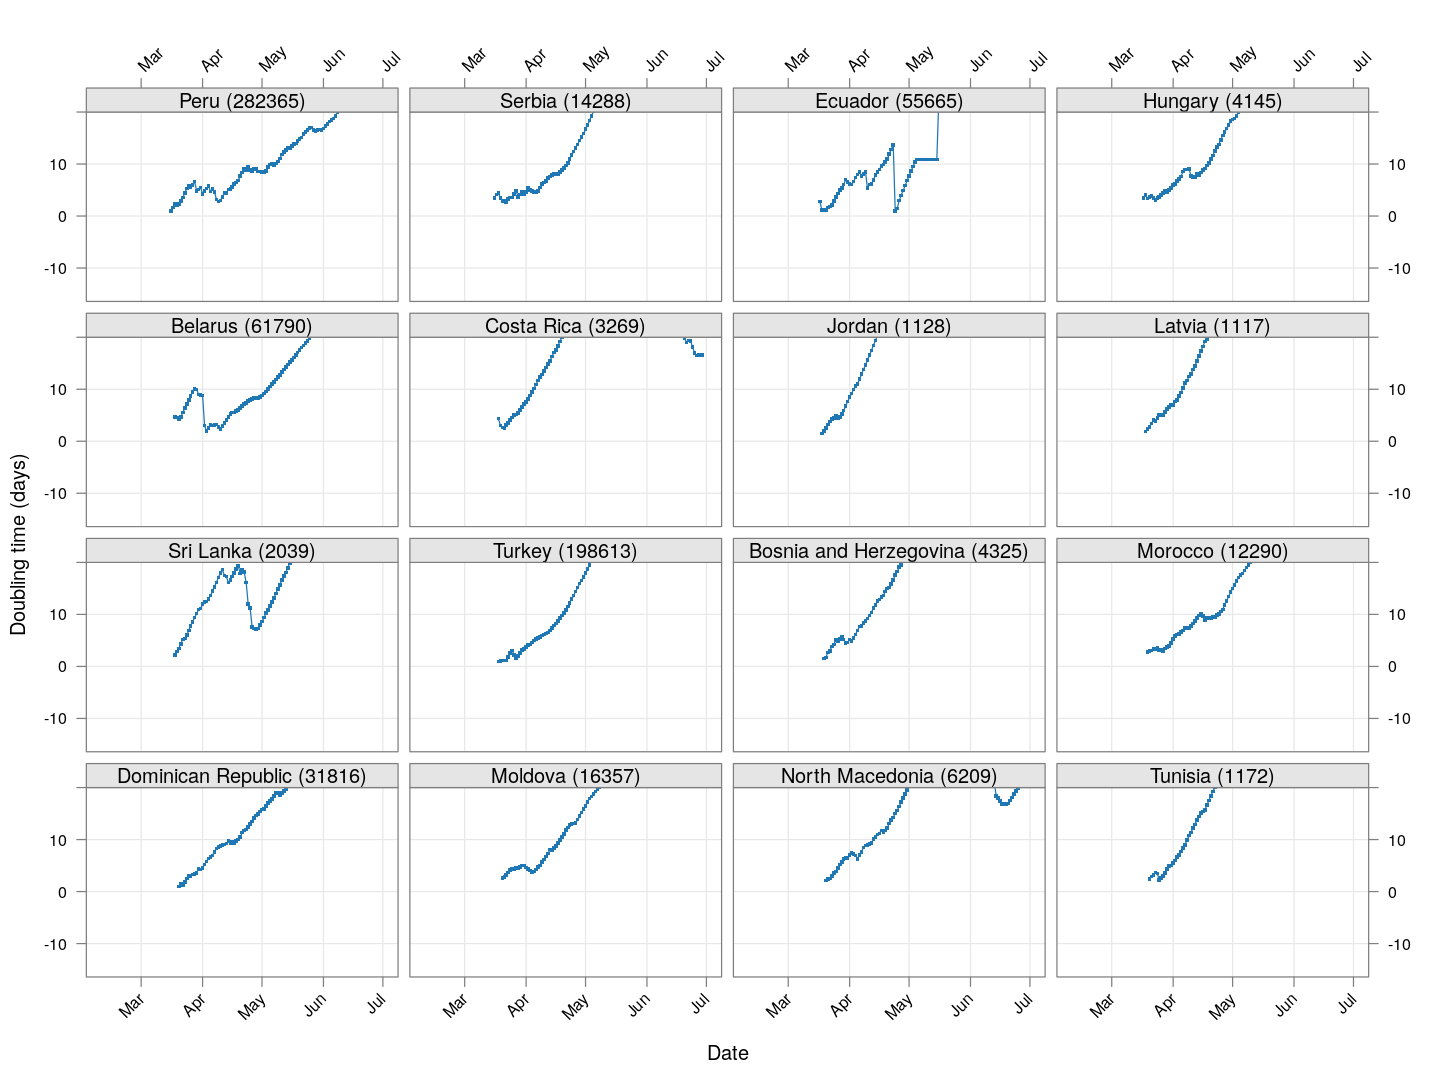 Mar Apr May Jun Jul Mar Apr May Jun Jul Mar Apr May Jun Jul Mar Apr May Jun Jul
Peru (282365) Serbia (14288) Ecuador (55665) Hungary (4145)
10 10
0 0
-10 -10
Belarus (61790) Costa Rica (3269) Jordan (1128) Latvia (1117)
10 10
0 0
-10 -10
Sri Lanka (2039) Turkey (198613) Bosnia and Herzegovina (4325) Morocco (12290)
10 10
0 0
-10 -10
Dominican Republic (31816) Moldova (16357) North Macedonia (6209) Tunisia (1172)
10 10
0 0
-10 -10
Mar Apr May Jun Jul Mar Apr May Jun Jul Mar Apr May Jun Jul Mar Apr May Jun Jul
Doubling time (days)
Date